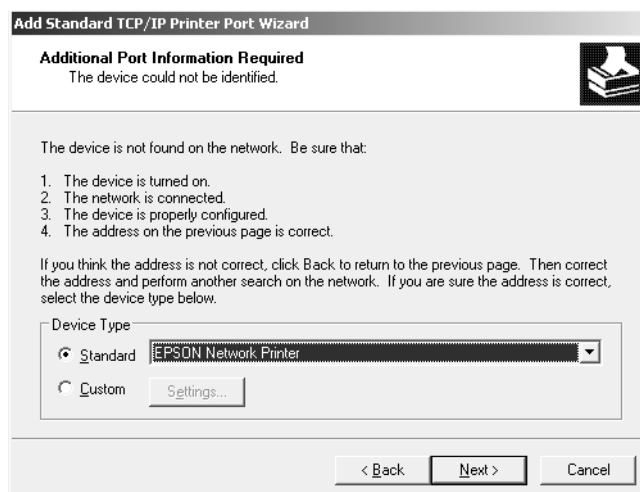 Add Standard TCP/IP Printer Port Wizard
Additional Port Information Required
The device could not be identified.
The device is not found on the network.  Be sure that:
1.  The device is turned on.
2.  The network is connected.
3.  The device is properly configured.
4.  The address on the previous page is correct.
If you think the address is not correct, click Back to return to the previous page.  Then correct
the address and perform another search on the network.  If you are sure the address is correct,
select the device type below.
Device Type
Standard EPSON Network Printer
Custom Settings...
< Back Next > Cancel